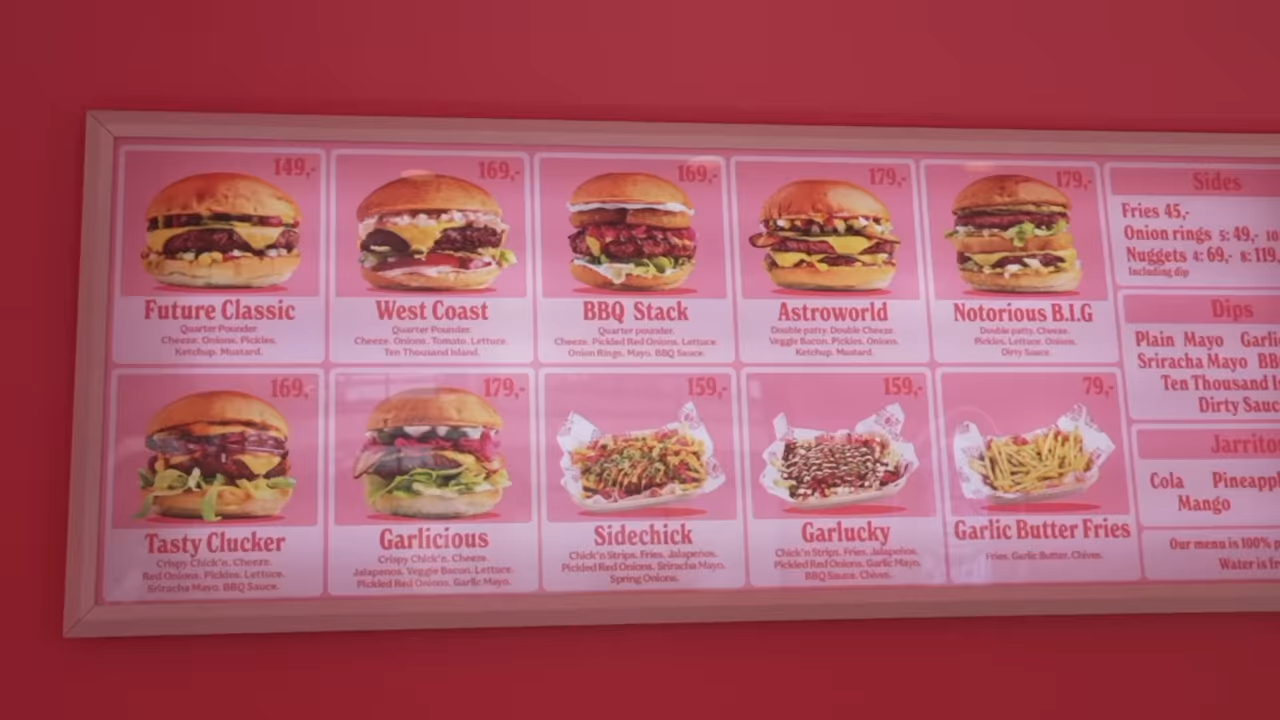 149,-
Future Classic
Quarter Pounder.
Cheeze. Onions. Pickles.
Ketchup. Mustard.
169,-
West Coast
Quarter Pounder.
Cheeze. Onions. Tomato. Lettuce.
Ten Thousand Island.
169,-
BBQ Stack
Quarter pounder.
Cheeze. Pickled Red Onions. Lettuce.
Onion Rings. Mayo. BBQ Sauce.
179,-
Astroworld
Double patty. Double Cheeze.
Veggie Bacon. Pickles. Onions.
Ketchup. Mustard.
179,-
Notorious B.I.G
Double patty. Cheeze.
Pickles. Lettuce. Onions.
Dirty Sauce.
169,-
Tasty Clucker
Crispy Chick'n. Cheeze.
Red Onions. Pickles. Lettuce.
Sriracha Mayo. BBQ Sauce.
179,-
Garlicious
Crispy Chick'n. Cheeze.
Jalapenos. Veggie Bacon. Lettuce.
Pickled Red Onions. Garlic Mayo.
159,-
Sidechick
Chick'n Strips. Fries. Jalapeños.
Pickled Red Onions. Sriracha Mayo.
Spring Onions.
159,-
Garlucky
Chick'n Strips. Fries. Jalapeños.
Pickled Red Onions. Garlic Mayo.
BBQ Sauce. Chives.
79,-
Garlic Butter Fries
Fries. Garlic Butter. Chives.
Sides
Fries 45,-
Onion rings 5: 49,- 10
Nuggets 4: 69,- 8: 119,
Including dip
Dips
Plain Mayo Garli
Sriracha Mayo BB
Ten Thousand I
Dirty Sauc
Jarrito
Cola Pineapp
Mango
Our menu is 100% p
Water is fr